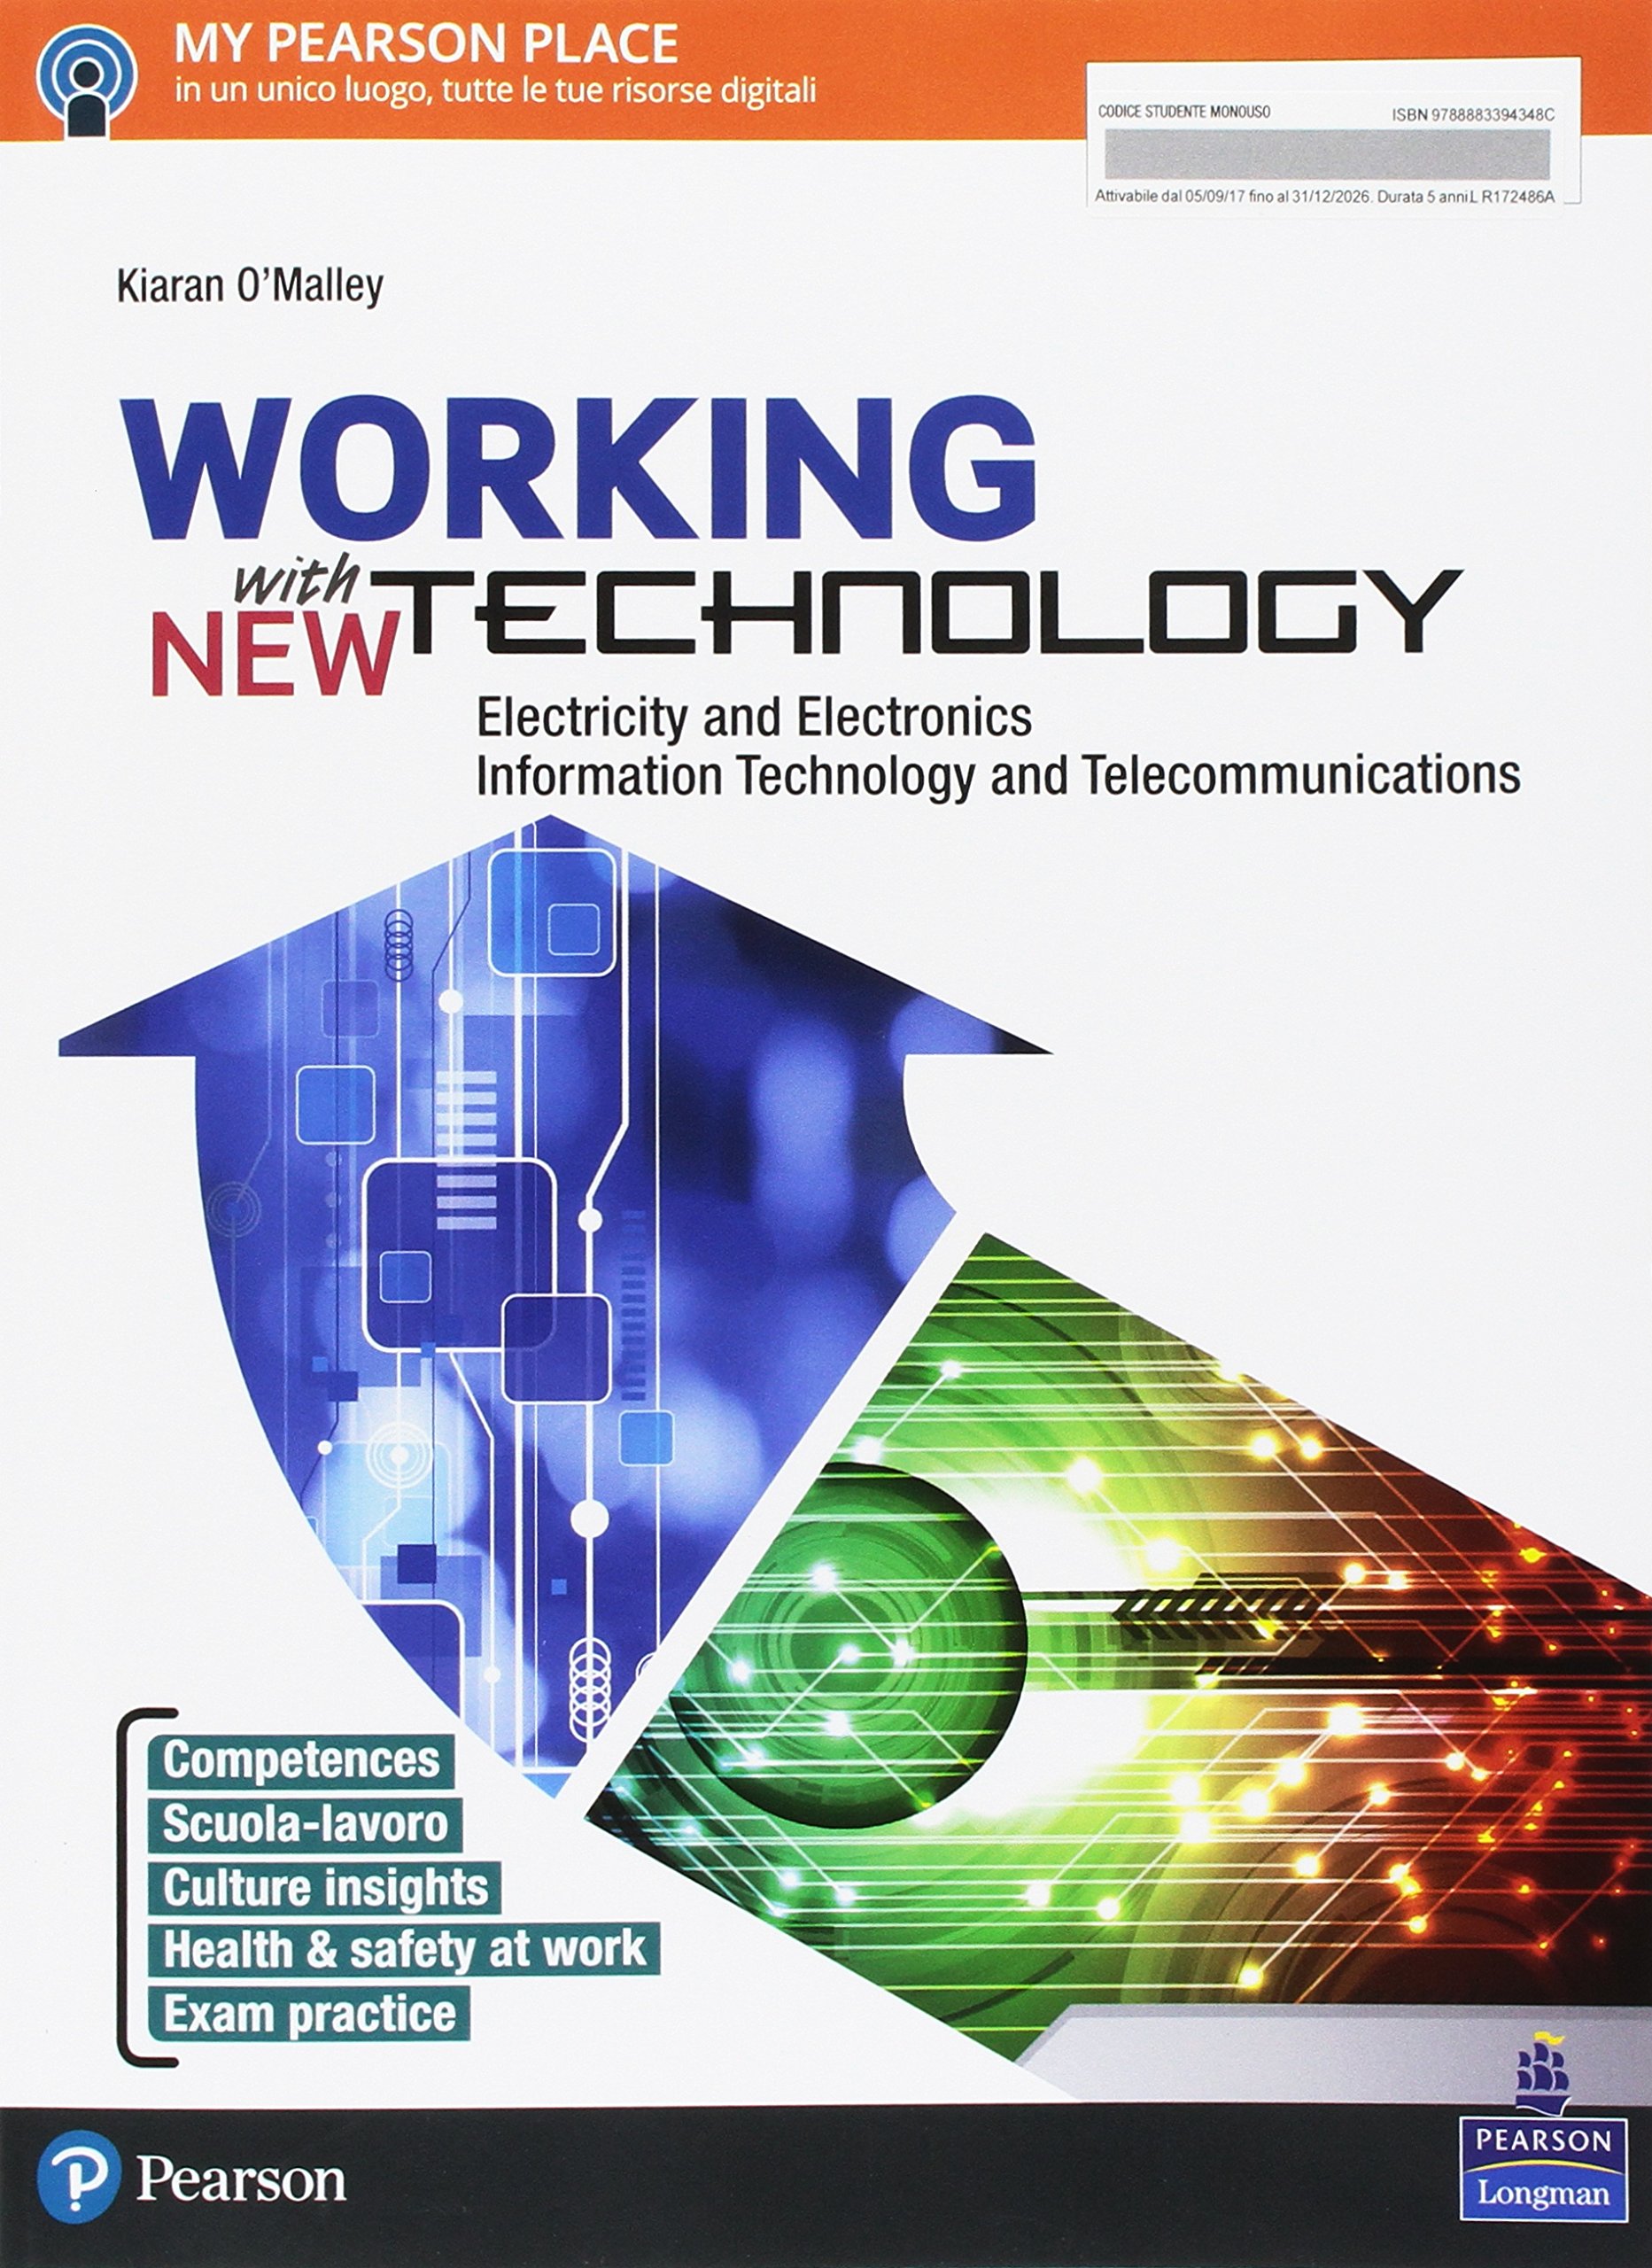 MY PEARSON PLACE
in un unico luogo, tutte le tue risorse digitali
CODICE STUDENTE MONOUSO ISBN 9788883394348C
Attivabile dal 05/09/17 fino al 31/12/2026. Durata 5 anni.L R172486A
Kiaran O'Malley
WORKING
with
NEW TECHNOLOGY
Electricity and Electronics
Information Technology and Telecommunications
Competences
Scuola-lavoro
Culture insights
Health & safety at work
Exam practice
Pearson
PEARSON
Longman